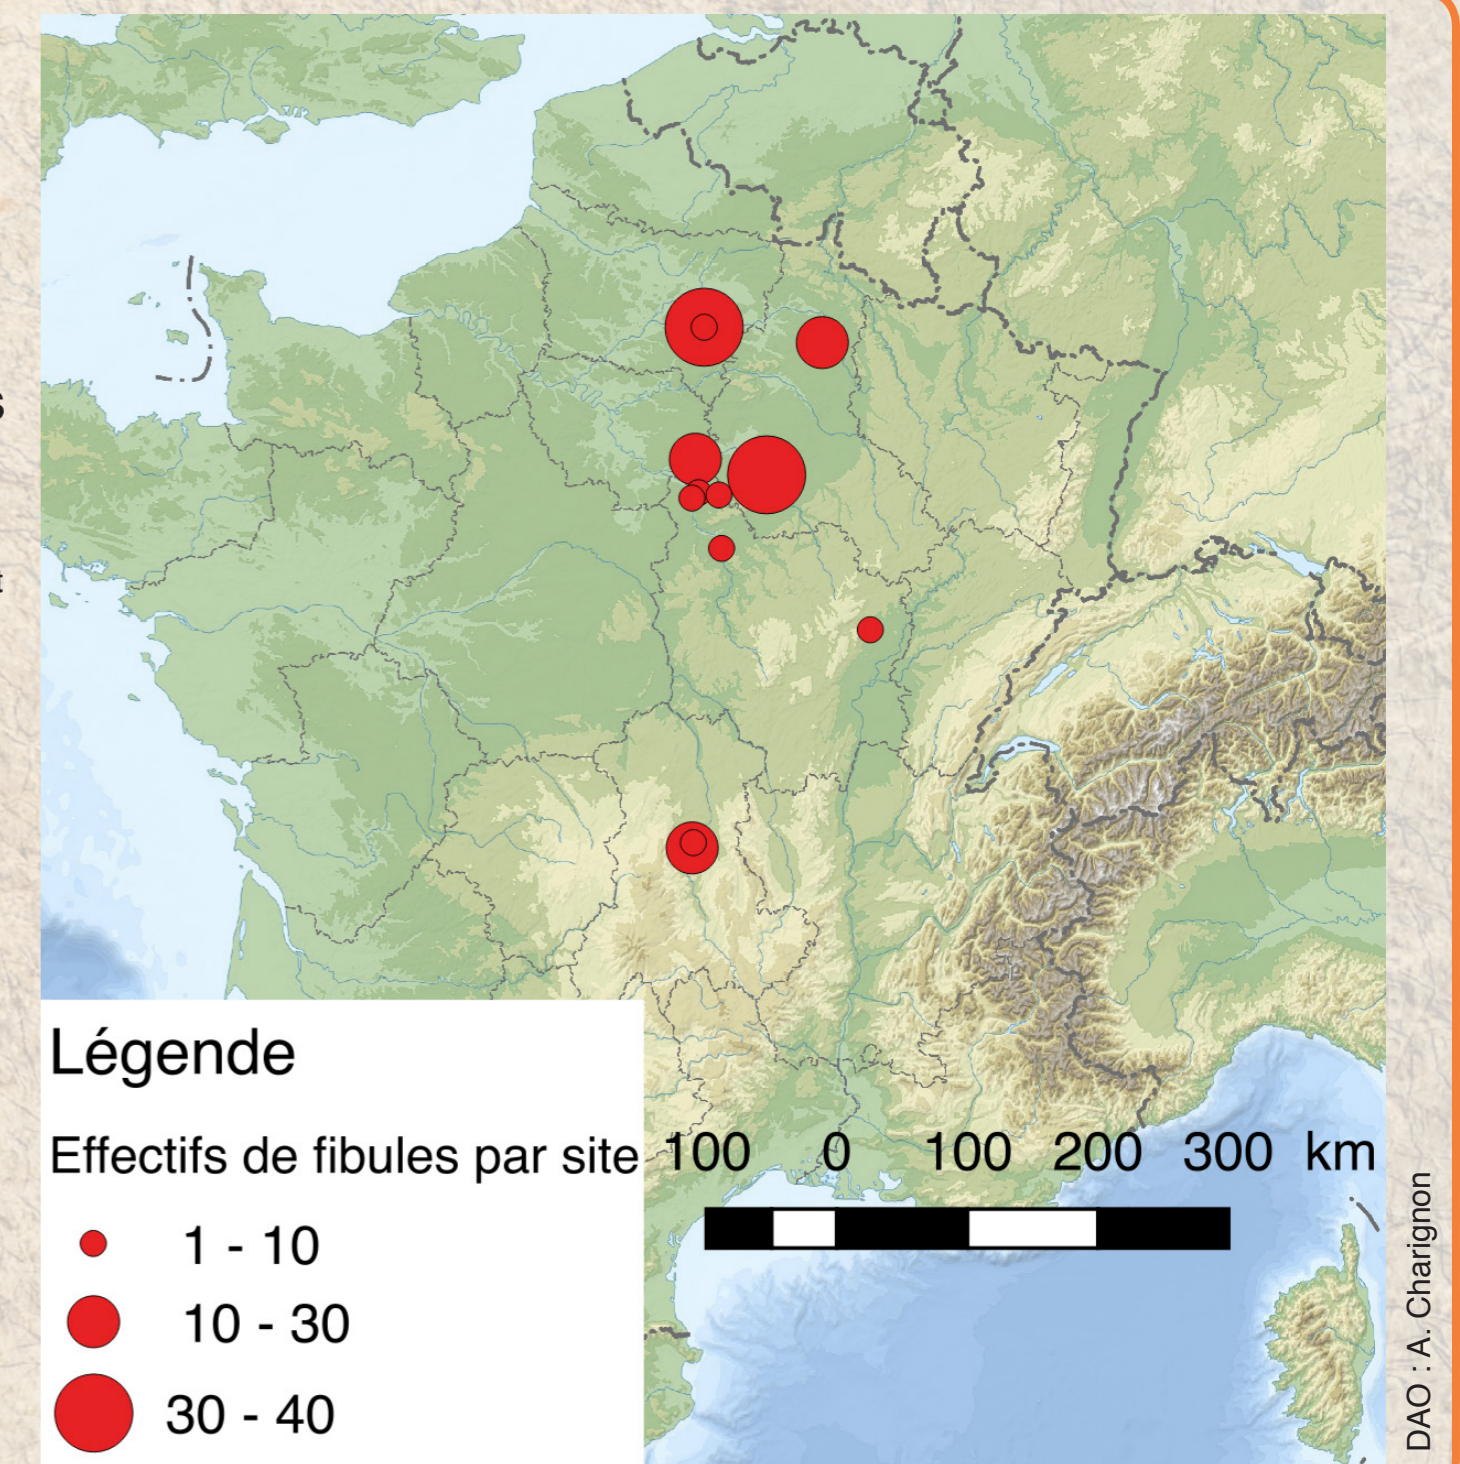 s
t
Légende
Effectifs de fibules par site
1 - 10
10 - 30
30 - 40
100 0 100 200 300 km
DAO : A. Charignon